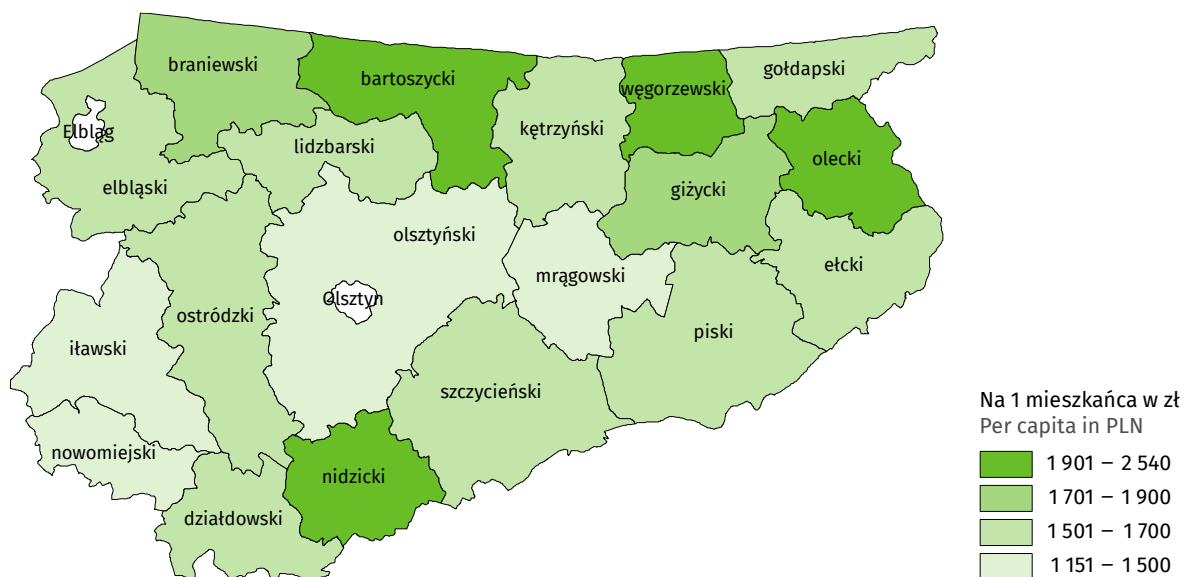 braniewski
bartoszycki
gołdapski
węgorzewski
Elbląg
kętrzyński
lidzbarski
olecki
elbląski
giżycki
olsztyński
ełcki
mrągowski
Olsztyn
ostródzki
piski
iławski
szczycieński
nowomiejski
nidzicki
działdowski
Na 1 mieszkańca w zł
Per capita in PLN
1 901 – 2 540
1 701 – 1 900
1 501 – 1 700
1 151 – 1 500